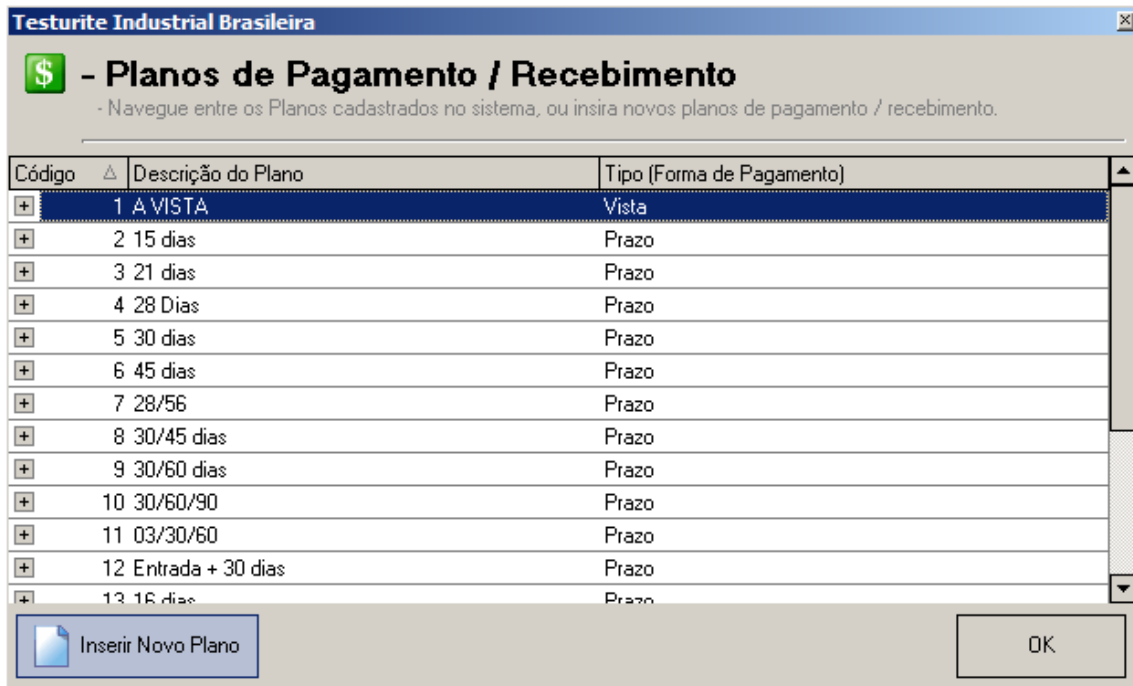 Testurite Industrial Brasileira
- Planos de Pagamento / Recebimento
- Navegue entre os Planos cadastrados no sistema, ou insira novos planos de pagamento / recebimento.
Código Descrição do Plano Tipo (Forma de Pagamento)
1 A VISTA Vista
2 15 dias Prazo
3 21 dias Prazo
4 28 Dias Prazo
5 30 dias Prazo
6 45 dias Prazo
7 28/56 Prazo
8 30/45 dias Prazo
9 30/60 dias Prazo
10 30/60/90 Prazo
11 03/30/60 Prazo
12 Entrada + 30 dias Prazo
13 16 dias Prazo
Inserir Novo Plano OK